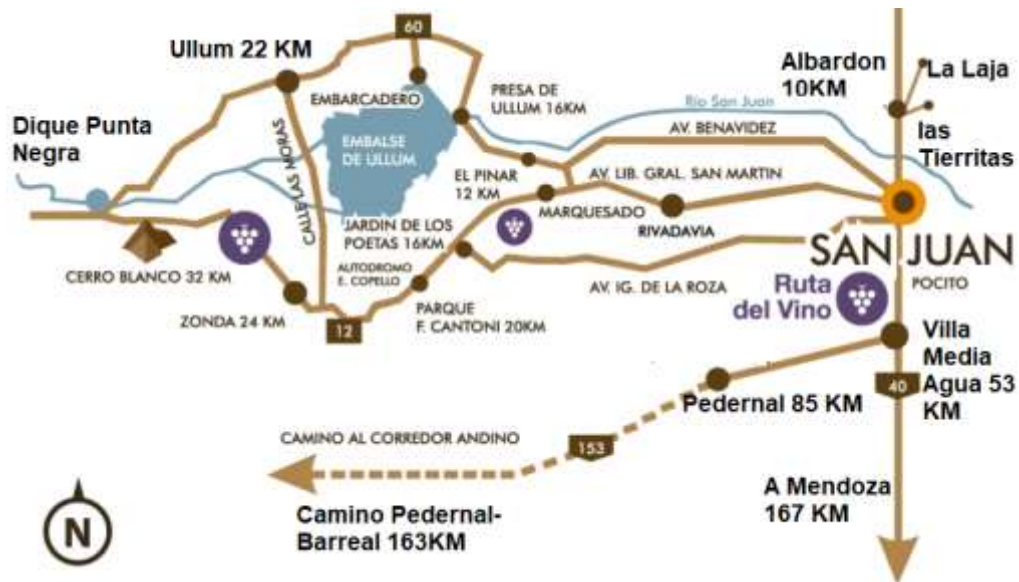 60
Ullum 22 KM
Albardon
10KM
La Laja
EMBARCADERO
PRESA DE
ULLUM 16KM
Río San Juan
Dique Punta
Negra
EMBALSE
DE ULLUM
AV. BENAVIDEZ
las
Tierritas
CALLE LAS MORAS
EL PINAR
12 KM
AV. LIB. GRAL. SAN MARTIN
MARQUESADO
JARDIN DE LOS
POETAS 16KM
RIVADAVIA
SAN JUAN
CERRO BLANCO 32 KM
AUTODROMO
E. COPELLO
AV. IG. DE LA ROZA
Ruta
del Vino
POCITO
ZONDA 24 KM
12
PARQUE
F. CANTONI 20KM
Villa
Media
Agua 53
KM
40
Pedernal 85 KM
CAMINO AL CORREDOR ANDINO
153
Camino Pedernal-
Barreal 163KM
A Mendoza
167 KM
N